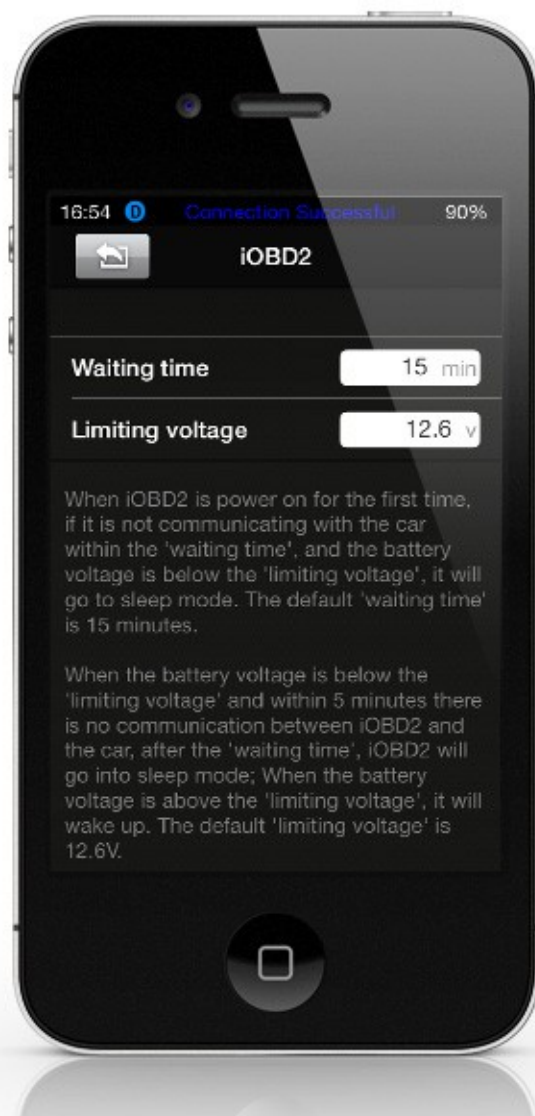 16:54 D Connection Successful 90%
iOBD2
Waiting time 15 min
Limiting voltage 12.6 v
When iOBD2 is power on for the first time,
if it is not communicating with the car
within the 'waiting time', and the battery
voltage is below the 'limiting voltage', it will
go to sleep mode. The default 'waiting time'
is 15 minutes.
When the battery voltage is below the
'limiting voltage' and within 5 minutes there
is no communication between iOBD2 and
the car, after the 'waiting time', iOBD2 will
go into sleep mode; When the battery
voltage is above the 'limiting voltage', it will
wake up. The default 'limiting voltage' is
12.6V.